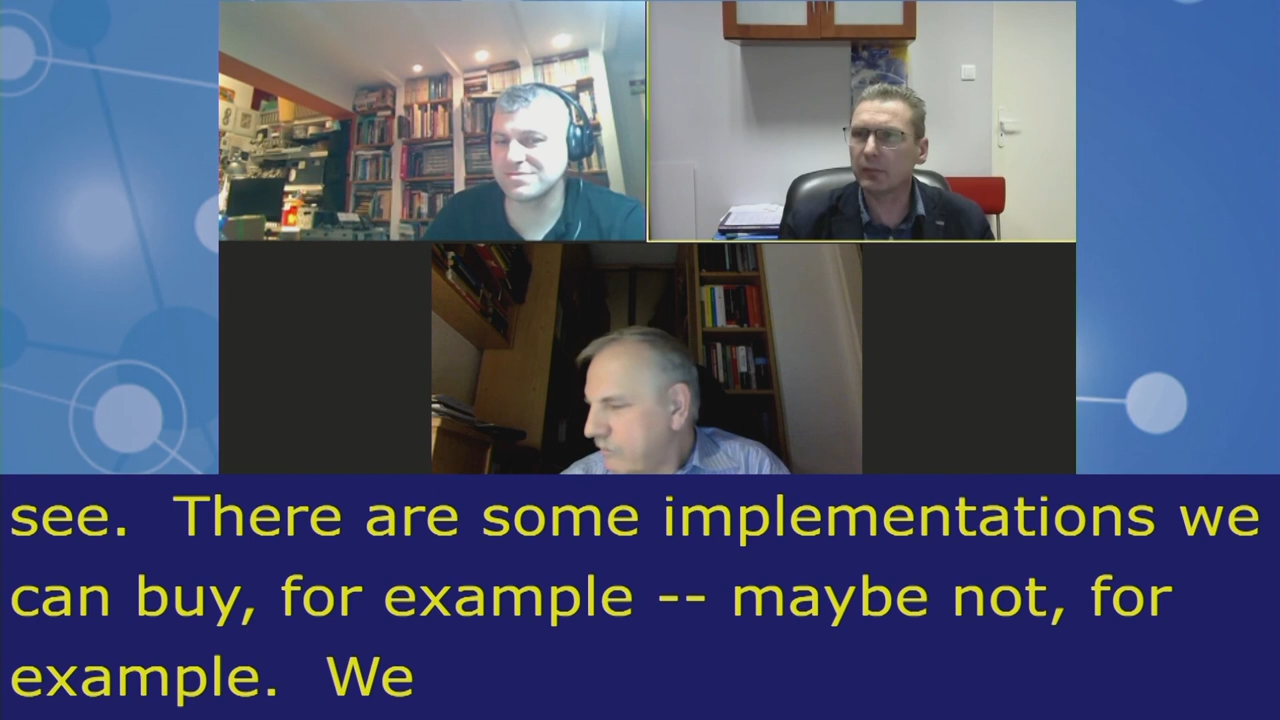 see.  There are some implementations we
can buy, for example -- maybe not, for
example.  We